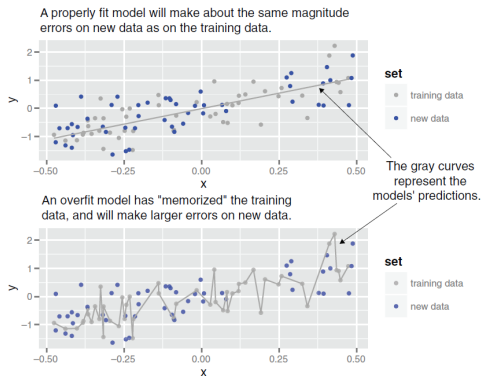 A properly fit model will make about the same magnitude
errors on new data as on the training data.
2
1
0
−1
y
−0.50
−0.25
0.00
0.25
0.50
x
set
training data
new data
The gray curves
represent the
models' predictions.
An overfit model has "memorized" the training
data, and will make larger errors on new data.
2
1
0
−1
y
−0.50
−0.25
0.00
0.25
0.50
x
set
training data
new data